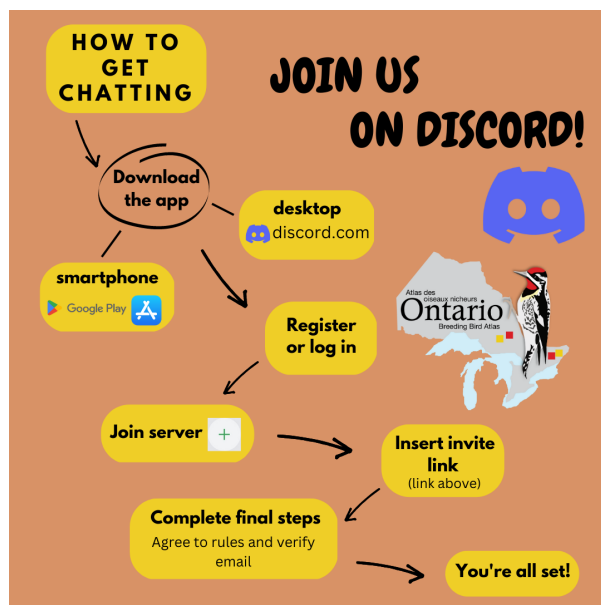 HOW TO
GET
CHATTING
JOIN US
ON DISCORD!
Download
the app
desktop
discord.com
smartphone
Google Play
Atlas des
oiseaux nicheurs
Ontario
Breeding Bird Atlas
Register
or log in
Join server +
Insert invite
link
(link above)
Complete final steps
Agree to rules and verify
email
You're all set!